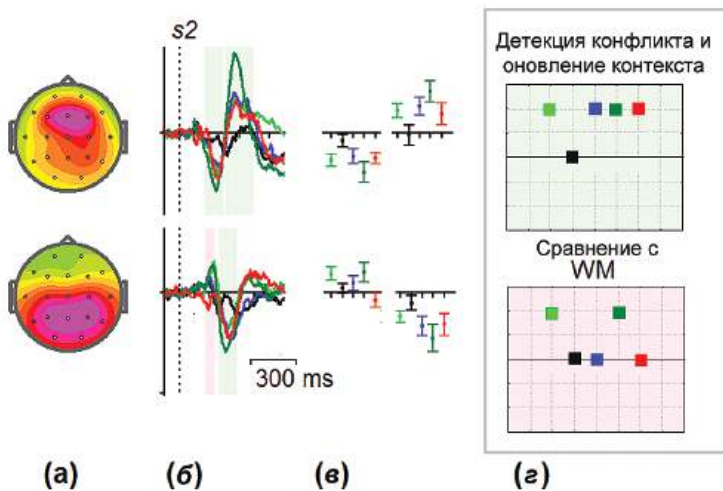 s2
Детекция конфликта и
оновление контекста
Сравнение с
WM
300 ms
(а) (б) (в) (г)